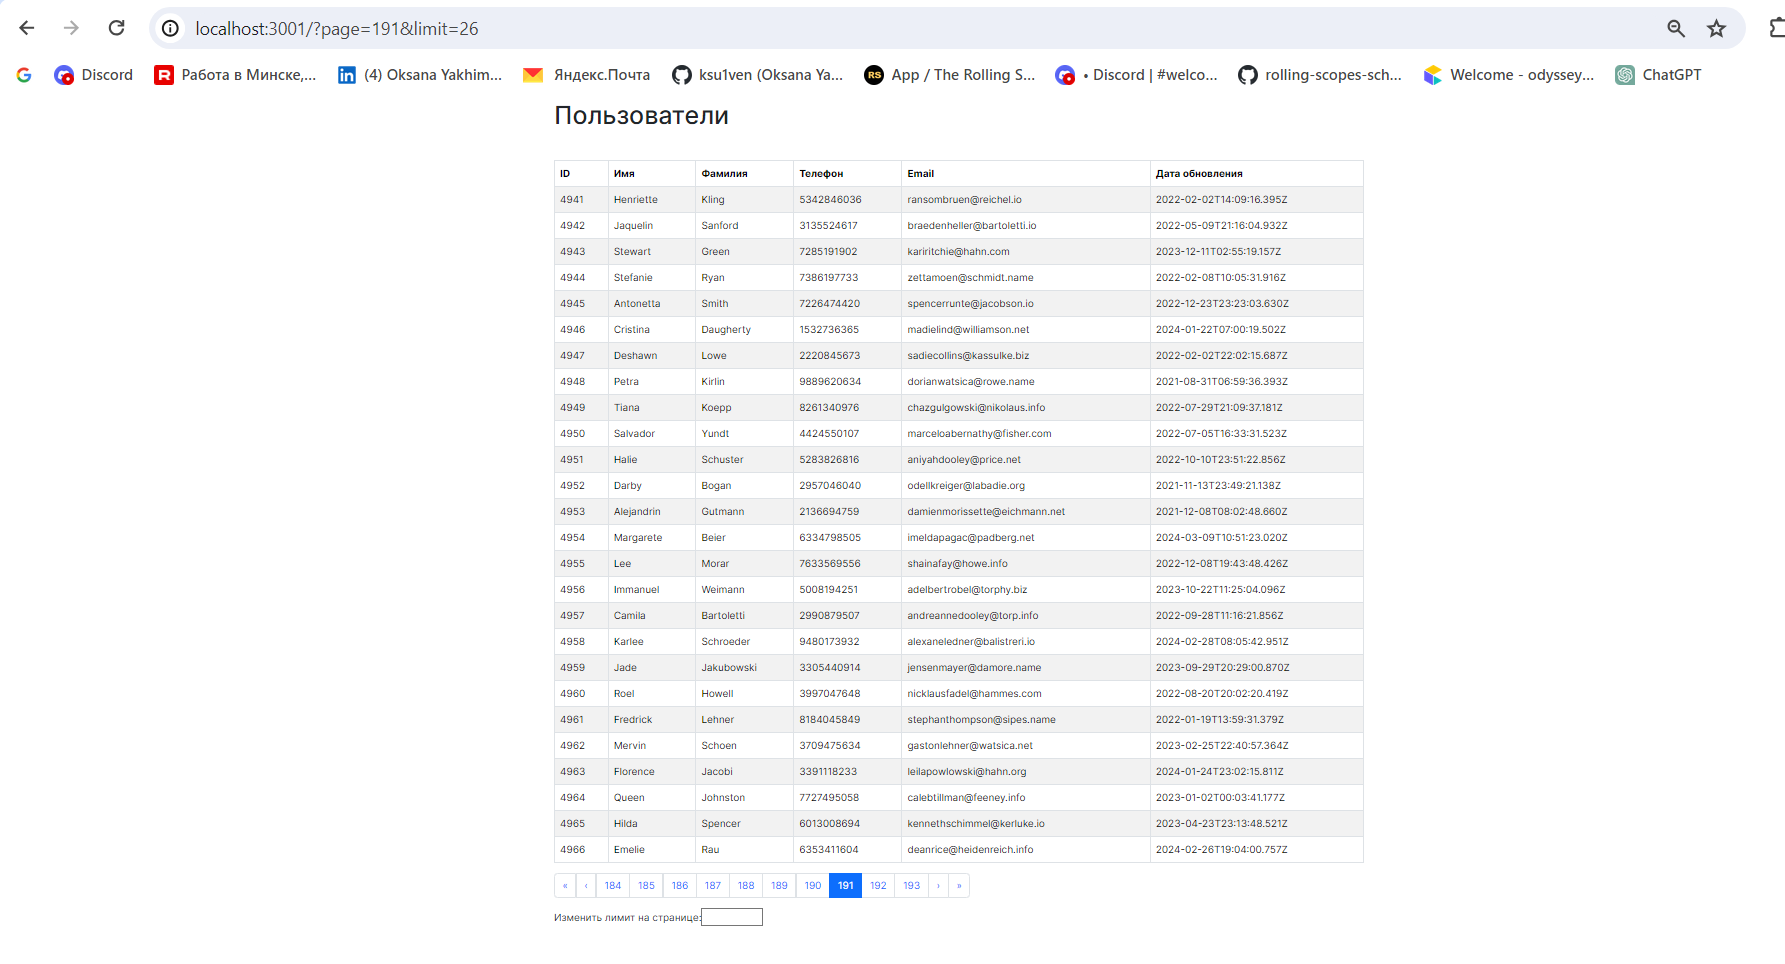 localhost:3001/?page=191&limit=26
Discord Работа в Минске,... (4) Oksana Yakhim... Яндекс.Почта ksu1ven (Oksana Ya... App / The Rolling S... • Discord | #welco... rolling-scopes-sch... Welcome - odyssey... ChatGPT
Пользователи
ID Имя Фамилия Телефон Email Дата обновления
4941 Henriette Kling 5342846036 ransombruen@reichel.io 2022-02-02T14:09:16.395Z
4942 Jaquelin Sanford 3135524617 braedenheller@bartoletti.io 2022-05-09T21:16:04.932Z
4943 Stewart Green 7285191902 kariritchie@hahn.com 2023-12-11T02:55:19.157Z
4944 Stefanie Ryan 7386197733 zettamoen@schmidt.name 2022-02-08T10:05:31.916Z
4945 Antonetta Smith 7226474420 spencerrunte@jacobson.io 2022-12-23T23:23:03.630Z
4946 Cristina Daugherty 1532736365 madielind@williamson.net 2024-01-22T07:00:19.502Z
4947 Deshawn Lowe 2220845673 sadiecollins@kassulke.biz 2022-02-02T22:02:15.687Z
4948 Petra Kirlin 9889620634 dorianwatsica@rowe.name 2021-08-31T06:59:36.393Z
4949 Tiana Koepp 8261340976 chazgulgowski@nikolaus.info 2022-07-29T21:09:37.181Z
4950 Salvador Yundt 4424550107 marceloabernathy@fisher.com 2022-07-05T16:33:31.523Z
4951 Halie Schuster 5283826816 aniyahdooley@price.net 2022-10-10T23:51:22.856Z
4952 Darby Bogan 2957046040 odellkreiger@labadie.org 2021-11-13T23:49:21.138Z
4953 Alejandrin Gutmann 2136694759 damienmorissette@eichmann.net 2021-12-08T08:02:48.660Z
4954 Margarete Beier 6334798505 imeldapagac@padberg.net 2024-03-09T10:51:23.020Z
4955 Lee Morar 7633569556 shainafay@howe.info 2022-12-08T19:43:48.426Z
4956 Immanuel Weimann 5008194251 adelbertrobel@torphy.biz 2023-10-22T11:25:04.096Z
4957 Camila Bartoletti 2990879507 andreannedooley@torp.info 2022-09-28T11:16:21.856Z
4958 Karlee Schroeder 9480173932 alexaneledner@balistreri.io 2024-02-28T08:05:42.951Z
4959 Jade Jakubowski 3305440914 jensenmayer@damore.name 2023-09-29T20:29:00.870Z
4960 Roel Howell 3997047648 nicklausfadel@hammes.com 2022-08-20T20:02:20.419Z
4961 Fredrick Lehner 8184045849 stephanthompson@sipes.name 2022-01-19T13:59:31.379Z
4962 Mervin Schoen 3709475634 gastonlehner@watsica.net 2023-02-25T22:40:57.364Z
4963 Florence Jacobi 3391118233 leilapowlowski@hahn.org 2024-01-24T23:02:15.811Z
4964 Queen Johnston 7727495058 calebtillman@feeney.info 2023-01-02T00:03:41.177Z
4965 Hilda Spencer 6013008694 kennethschimmel@kerluke.io 2023-04-23T23:13:48.521Z
4966 Emelie Rau 6353411604 deanrice@heidenreich.info 2024-02-26T19:04:00.757Z
« ‹ 184 185 186 187 188 189 190 191 192 193 › »
Изменить лимит на странице: